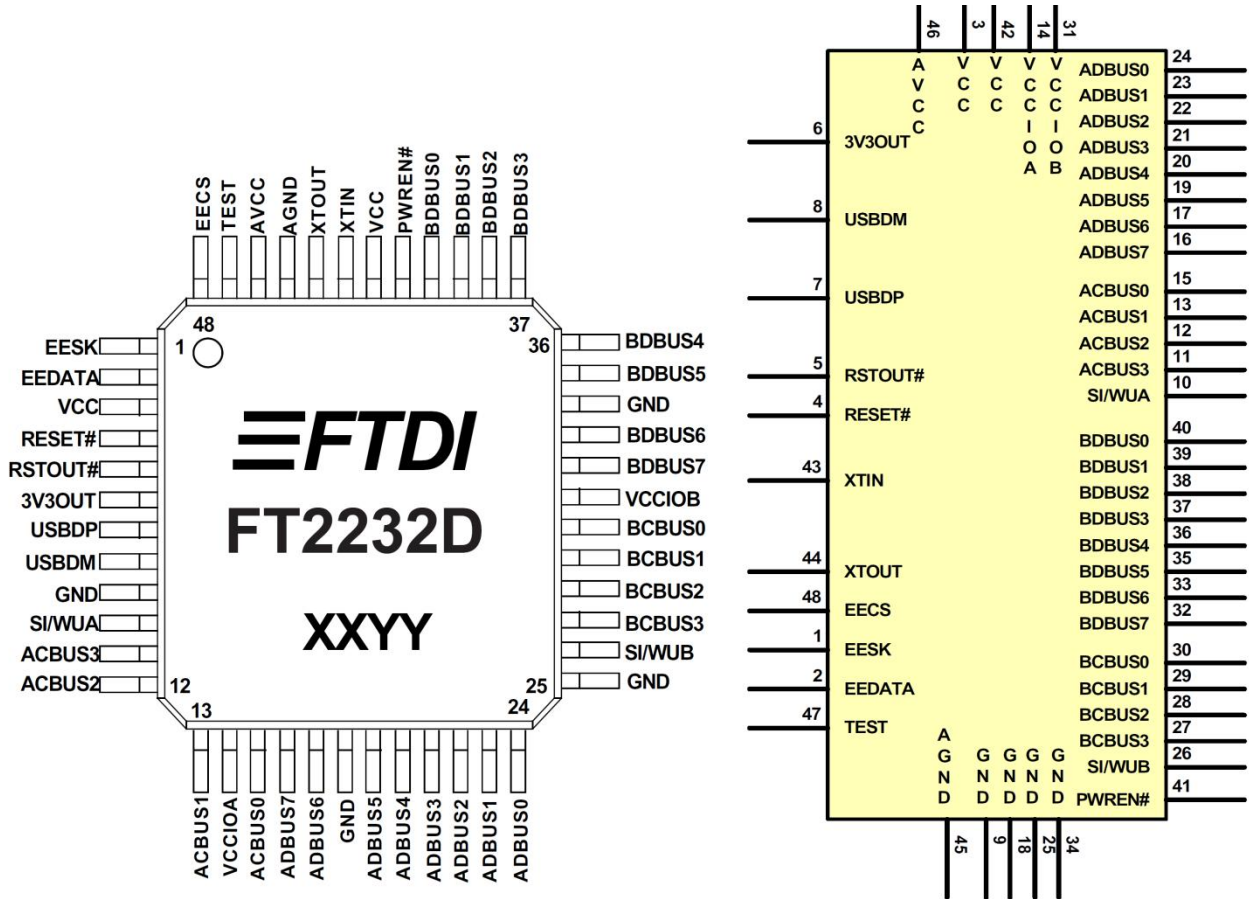 EECS
TEST
AVCC
AGND
XTOUT
XTIN
VCC
PWREN#
BDBUS0
BDBUS1
BDBUS2
BDBUS3
48
37
1
36
EESK
EEDATA
VCC
RESET#
RSTOUT#
3V3OUT
USBDP
USBDM
GND
SI/WUA
ACBUS3
ACBUS2
FTDI
FT2232D
XXYY
BDBUS4
BDBUS5
GND
BDBUS6
BDBUS7
VCCIOB
BCBUS0
BCBUS1
BCBUS2
BCBUS3
SI/WUB
GND
12
25
13
24
ACBUS1
VCCIOA
ACBUS0
ADBUS7
ADBUS6
GND
ADBUS5
ADBUS4
ADBUS3
ADBUS2
ADBUS1
ADBUS0
46
3
42
14
31
AVCC
VCC
VCC
VCCIOA
VCCIOB
6 3V3OUT
8 USBDM
7 USBDP
5 RSTOUT#
4 RESET#
43 XTIN
44 XTOUT
48 EECS
1 EESK
2 EEDATA
47 TEST
ADBUS0 24
ADBUS1 23
ADBUS2 22
ADBUS3 21
ADBUS4 20
ADBUS5 19
ADBUS6 17
ADBUS7 16
ACBUS0 15
ACBUS1 13
ACBUS2 12
ACBUS3 11
SI/WUA 10
BDBUS0 40
BDBUS1 39
BDBUS2 38
BDBUS3 37
BDBUS4 36
BDBUS5 35
BDBUS6 33
BDBUS7 32
BCBUS0 30
BCBUS1 29
BCBUS2 28
BCBUS3 27
SI/WUB 26
PWREN# 41
AGND
GND
GND
GND
GND
45
9
18
25
34